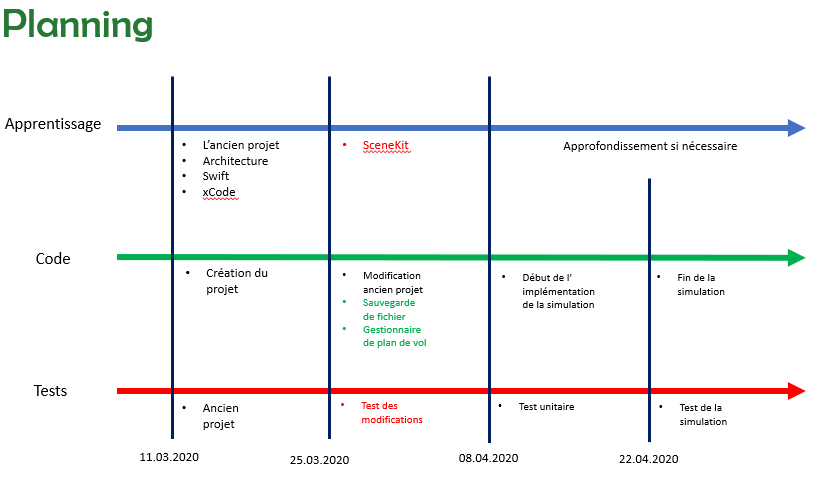 Planning
Apprentissage
• L'ancien projet
• Architecture
• Swift
• xCode
• SceneKit
Approfondissement si nécessaire
Code
• Création du
projet
• Modification
ancien projet
• Sauvegarde
de fichier
• Gestionnaire
de plan de vol
• Début de l'
implémentation
de la simulation
• Fin de la
simulation
Tests
• Ancien
projet
• Test des
modifications
• Test unitaire
• Test de la
simulation
11.03.2020
25.03.2020
08.04.2020
22.04.2020